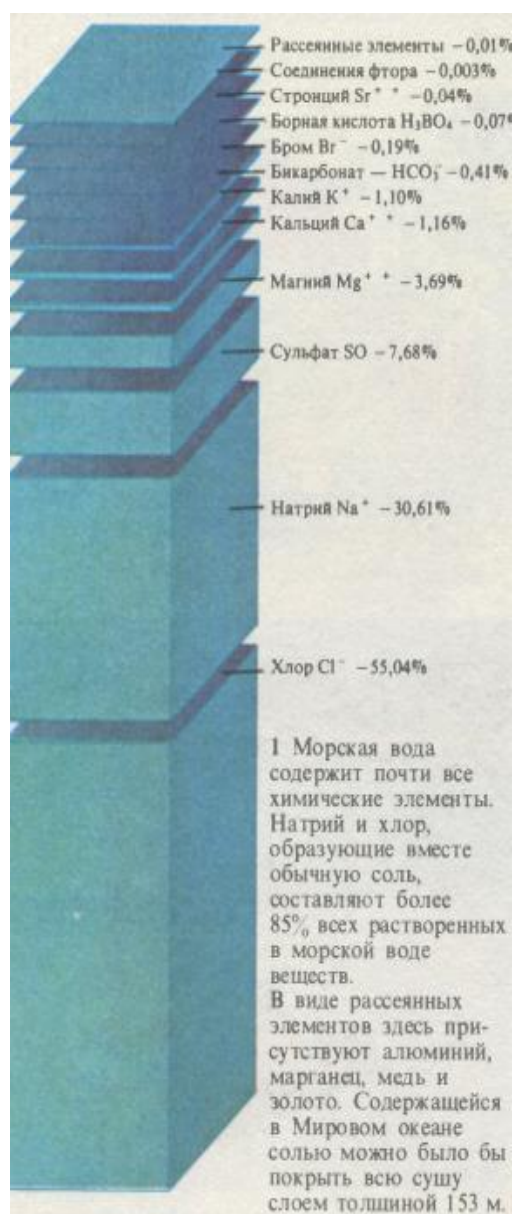 Рассеянные элементы – 0,01%
Соединения фтора – 0,003%
Стронций Sr⁺⁺ – 0,04%
Борная кислота H₃BO₄ – 0,07%
Бром Br⁻ – 0,19%
Бикарбонат — HCO₃⁻ – 0,41%
Калий K⁺ – 1,10%
Кальций Ca⁺⁺ – 1,16%
Магний Mg⁺⁺ – 3,69%
Сульфат SO – 7,68%
Натрий Na⁺ – 30,61%
Хлор Cl⁻ – 55,04%
1 Морская вода
содержит почти все
химические элементы.
Натрий и хлор,
образующие вместе
обычную соль,
составляют более
85% всех растворенных
в морской воде
веществ.
В виде рассеянных
элементов здесь при-
сутствуют алюминий,
марганец, медь и
золото. Содержащейся
в Мировом океане
солью можно было бы
покрыть всю сушу
слоем толщиной 153 м.